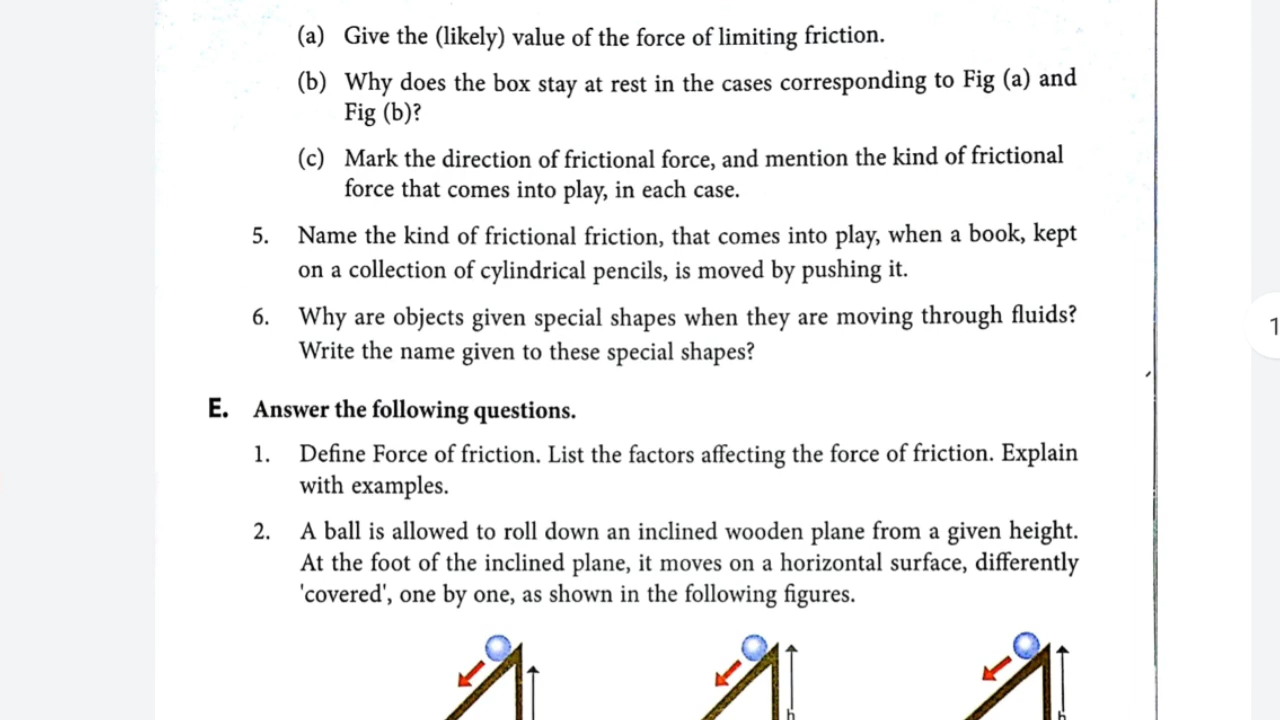 (a) Give the (likely) value of the force of limiting friction.
(b) Why does the box stay at rest in the cases corresponding to Fig (a) and
Fig (b)?
(c) Mark the direction of frictional force, and mention the kind of frictional
force that comes into play, in each case.
5. Name the kind of frictional friction, that comes into play, when a book, kept
on a collection of cylindrical pencils, is moved by pushing it.
6. Why are objects given special shapes when they are moving through fluids?
Write the name given to these special shapes?
1
E. Answer the following questions.
1. Define Force of friction. List the factors affecting the force of friction. Explain
with examples.
2. A ball is allowed to roll down an inclined wooden plane from a given height.
At the foot of the inclined plane, it moves on a horizontal surface, differently
'covered', one by one, as shown in the following figures.
h h